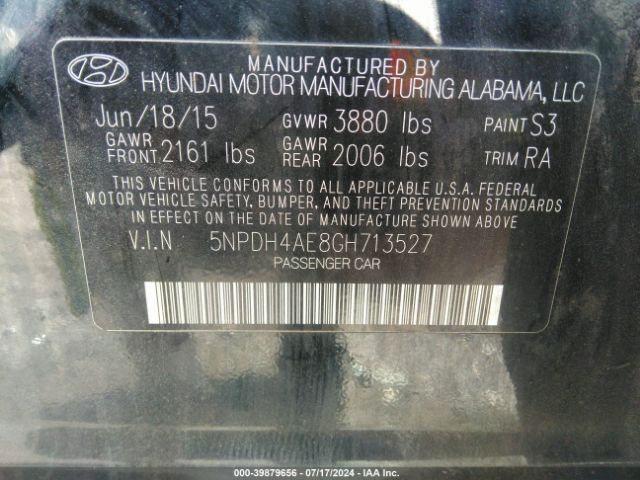 MANUFACTURED BY
HYUNDAI MOTOR MANUFACTURING ALABAMA, LLC
Jun/18/15 GVWR 3880 lbs PAINT S3
GAWR FRONT 2161 lbs GAWR REAR 2006 lbs TRIM RA
THIS VEHICLE CONFORMS TO ALL APPLICABLE U.S.A. FEDERAL
MOTOR VEHICLE SAFETY, BUMPER, AND THEFT PREVENTION STANDARDS
IN EFFECT ON THE DATE OF MANUFACTURE SHOWN ABOVE.
V.I.N 5NPDH4AE8GH713527
PASSENGER CAR
000-39879656 - 07/17/2024 - IAA Inc.